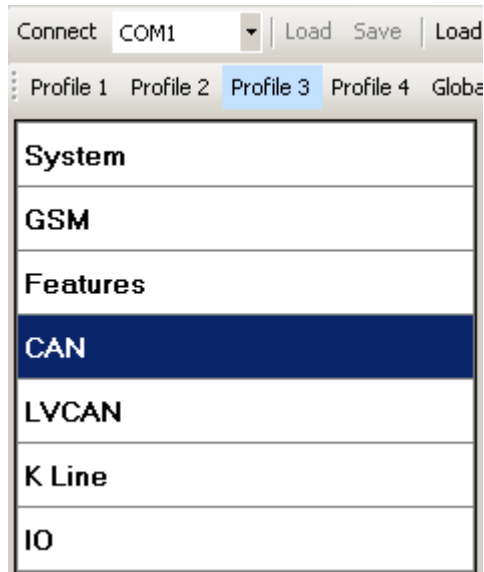 Connect COM1 Load Save Load
Profile 1 Profile 2 Profile 3 Profile 4 Globa
System
GSM
Features
CAN
LVCAN
K Line
IO